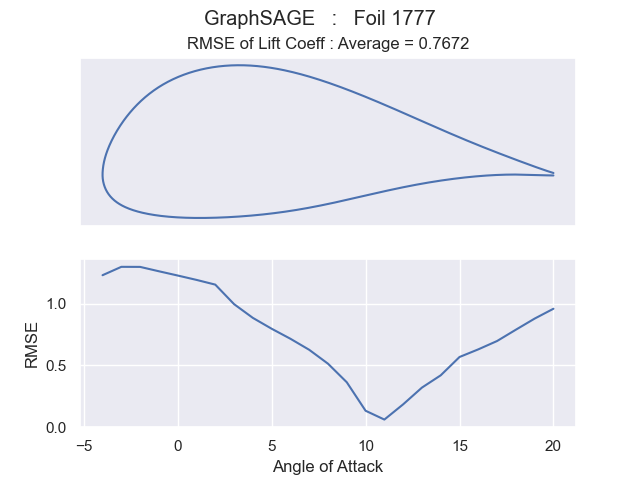 GraphSAGE : Foil 1777
RMSE of Lift Coeff : Average = 0.7672
1.0
0.5
0.0
RMSE
−5 0 5 10 15 20
Angle of Attack